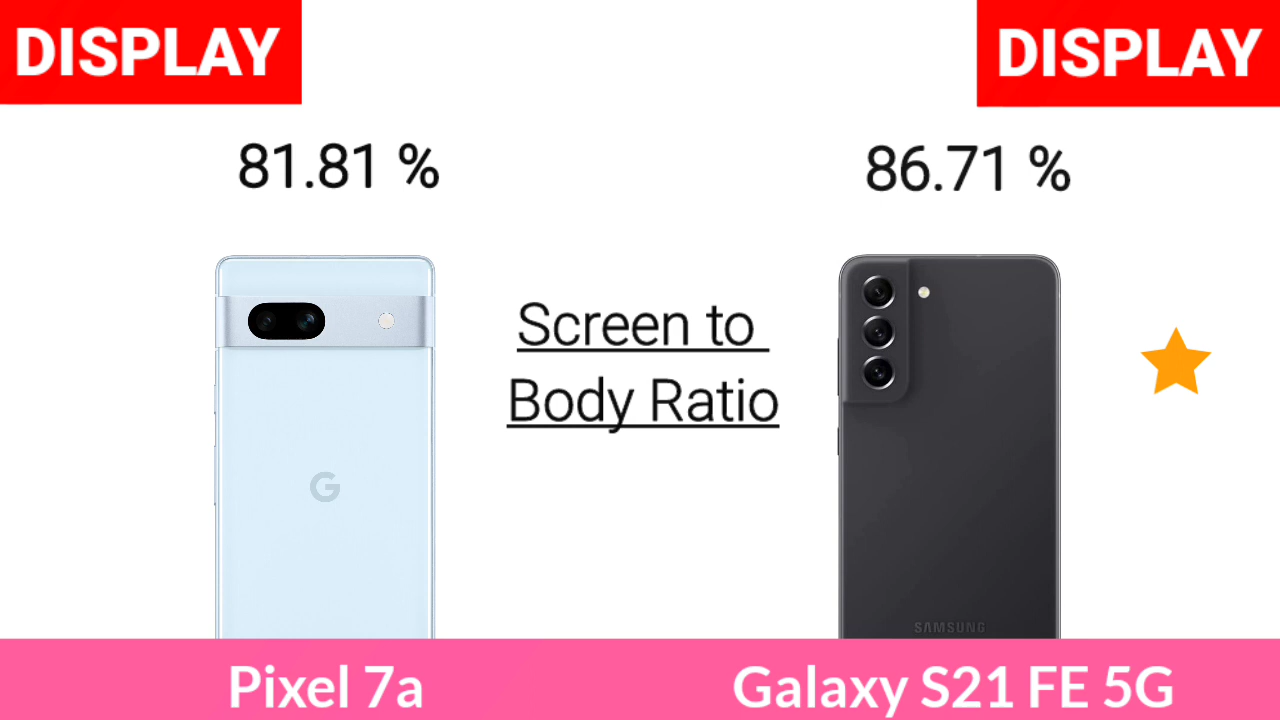 DISPLAY
DISPLAY
81.81 %
86.71 %
Screen to
Body Ratio
G
SAMSUNG
Pixel 7a
Galaxy S21 FE 5G